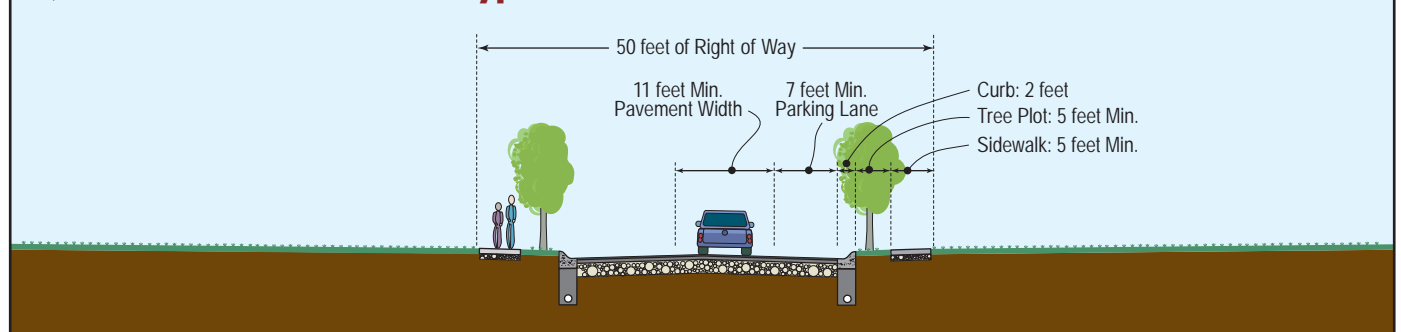 50 feet of Right of Way
11 feet Min.
Pavement Width
7 feet Min.
Parking Lane
Curb: 2 feet
Tree Plot: 5 feet Min.
Sidewalk: 5 feet Min.